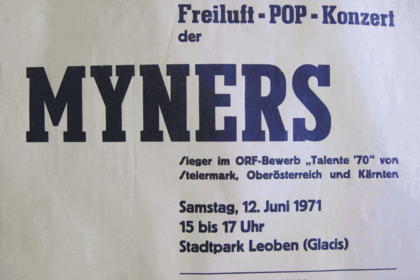 Freiluft - POP - Konzert
der
MYNERS
Sieger im ORF-Bewerb „Talente '70" von
Steiermark, Oberösterreich und Kärnten
Samstag, 12. Juni 1971
15 bis 17 Uhr
Stadtpark Leoben (Glacis)